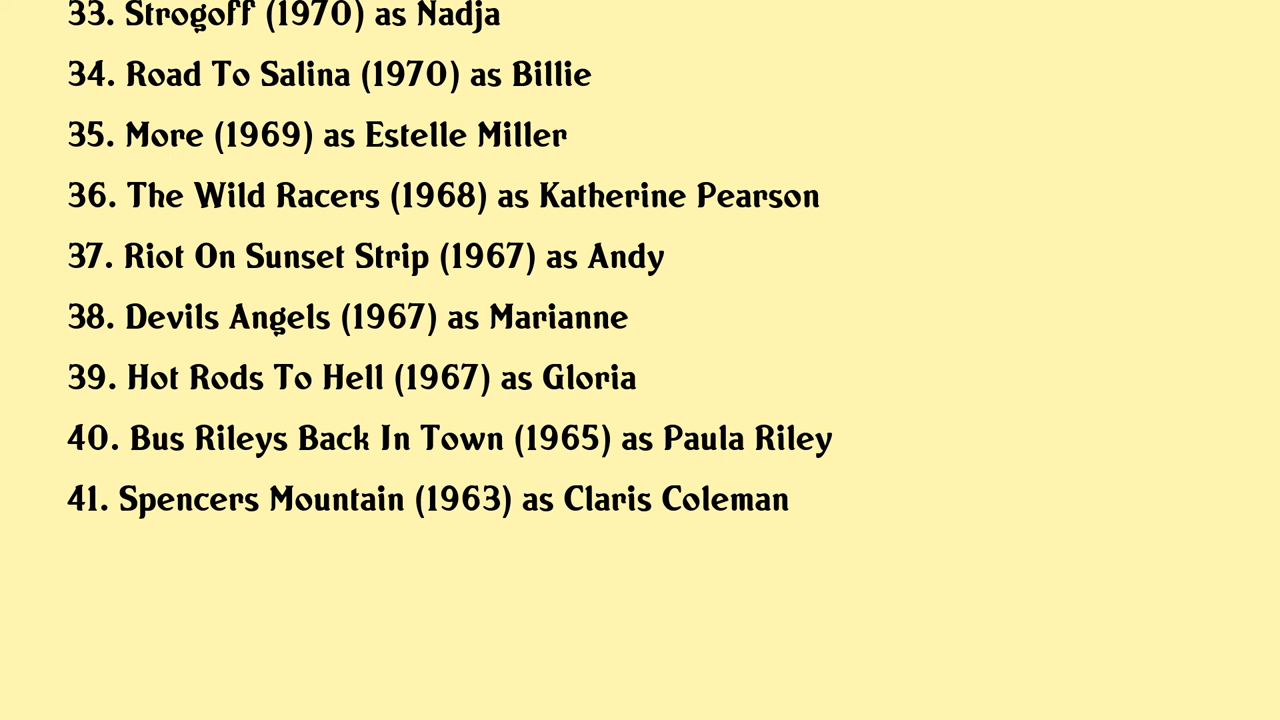 33. Strogoff (1970) as Nadja
34. Road To Salina (1970) as Billie
35. More (1969) as Estelle Miller
36. The Wild Racers (1968) as Katherine Pearson
37. Riot On Sunset Strip (1967) as Andy
38. Devils Angels (1967) as Marianne
39. Hot Rods To Hell (1967) as Gloria
40. Bus Rileys Back In Town (1965) as Paula Riley
41. Spencers Mountain (1963) as Claris Coleman